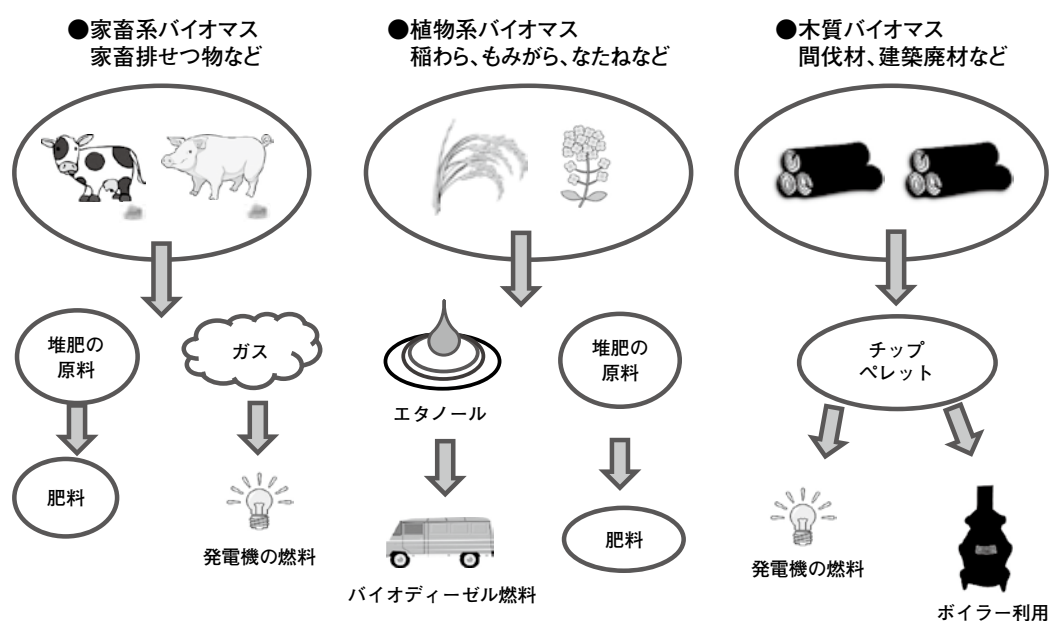 ●家畜系バイオマス
家畜排せつ物など
堆肥の
原料
ガス
肥料
発電機の燃料
●植物系バイオマス
稲わら、もみがら、なたねなど
エタノール
堆肥の
原料
バイオディーゼル燃料
肥料
●木質バイオマス
間伐材、建築廃材など
チップ
ペレット
発電機の燃料
ボイラー利用